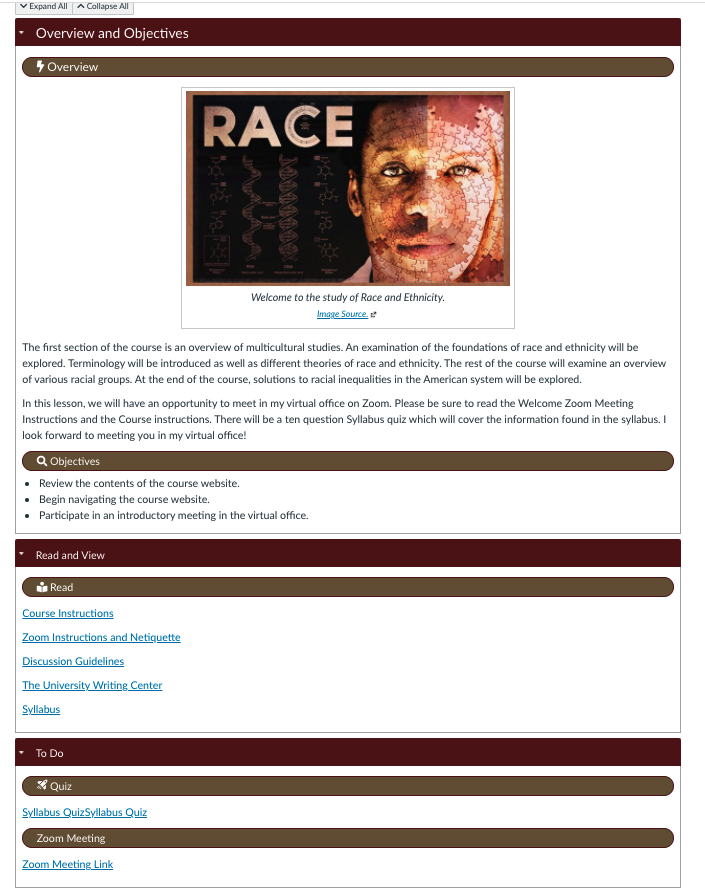 Expand All Collapse All
Overview and Objectives
Overview
RACE
Welcome to the study of Race and Ethnicity.
Image Source.
The first section of the course is an overview of multicultural studies. An examination of the foundations of race and ethnicity will be
explored. Terminology will be introduced as well as different theories of race and ethnicity. The rest of the course will examine an overview
of various racial groups. At the end of the course, solutions to racial inequalities in the American system will be explored.
In this lesson, we will have an opportunity to meet in my virtual office on Zoom. Please be sure to read the Welcome Zoom Meeting
Instructions and the Course instructions. There will be a ten question Syllabus quiz which will cover the information found in the syllabus. I
look forward to meeting you in my virtual office!
Objectives
• Review the contents of the course website.
• Begin navigating the course website.
• Participate in an introductory meeting in the virtual office.
Read and View
Read
Course Instructions
Zoom Instructions and Netiquette
Discussion Guidelines
The University Writing Center
Syllabus
To Do
Quiz
Syllabus QuizSyllabus Quiz
Zoom Meeting
Zoom Meeting Link